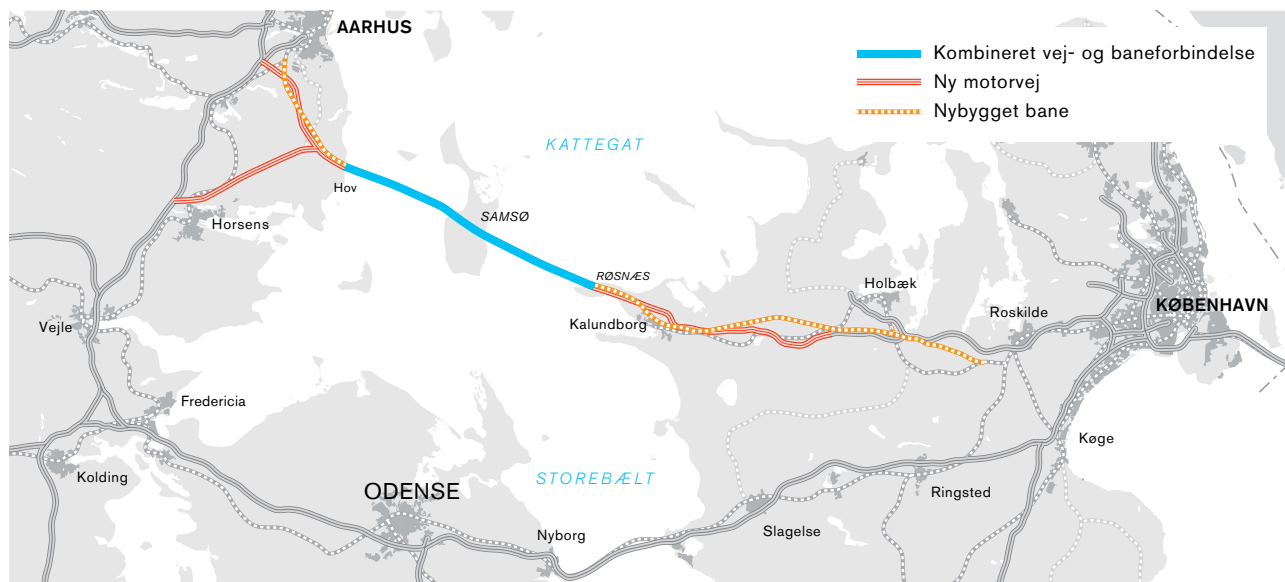 AARHUS
Kombineret vej- og baneforbindelse
Ny motorvej
Nybygget bane
KATTEGAT
Hov
SAMSØ
Horsens
RØSNÆS
Holbæk
KØBENHAVN
Roskilde
Kalundborg
Vejle
Fredericia
Køge
Kolding
STOREBÆLT
ODENSE
Ringsted
Slagelse
Nyborg